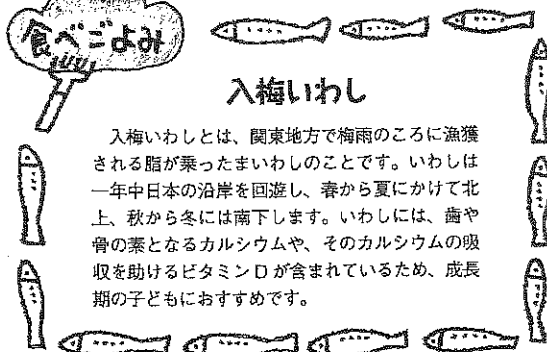 食べごよみ
入梅いわし
入梅いわしとは、関東地方で梅雨のころに漁獲
される脂が乗ったまいわしのことです。いわしは
一年中日本の沿岸を回遊し、春から夏にかけて北
上、秋から冬には南下します。いわしには、歯や
骨の素となるカルシウムや、そのカルシウムの吸
収を助けるビタミンDが含まれているため、成長
期の子どもにおすすめです。